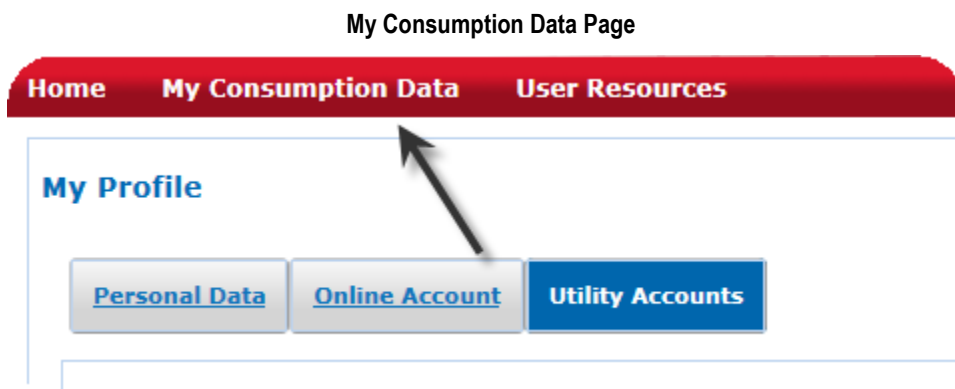 My Consumption Data Page
Home My Consumption Data User Resources
My Profile
Personal Data Online Account Utility Accounts